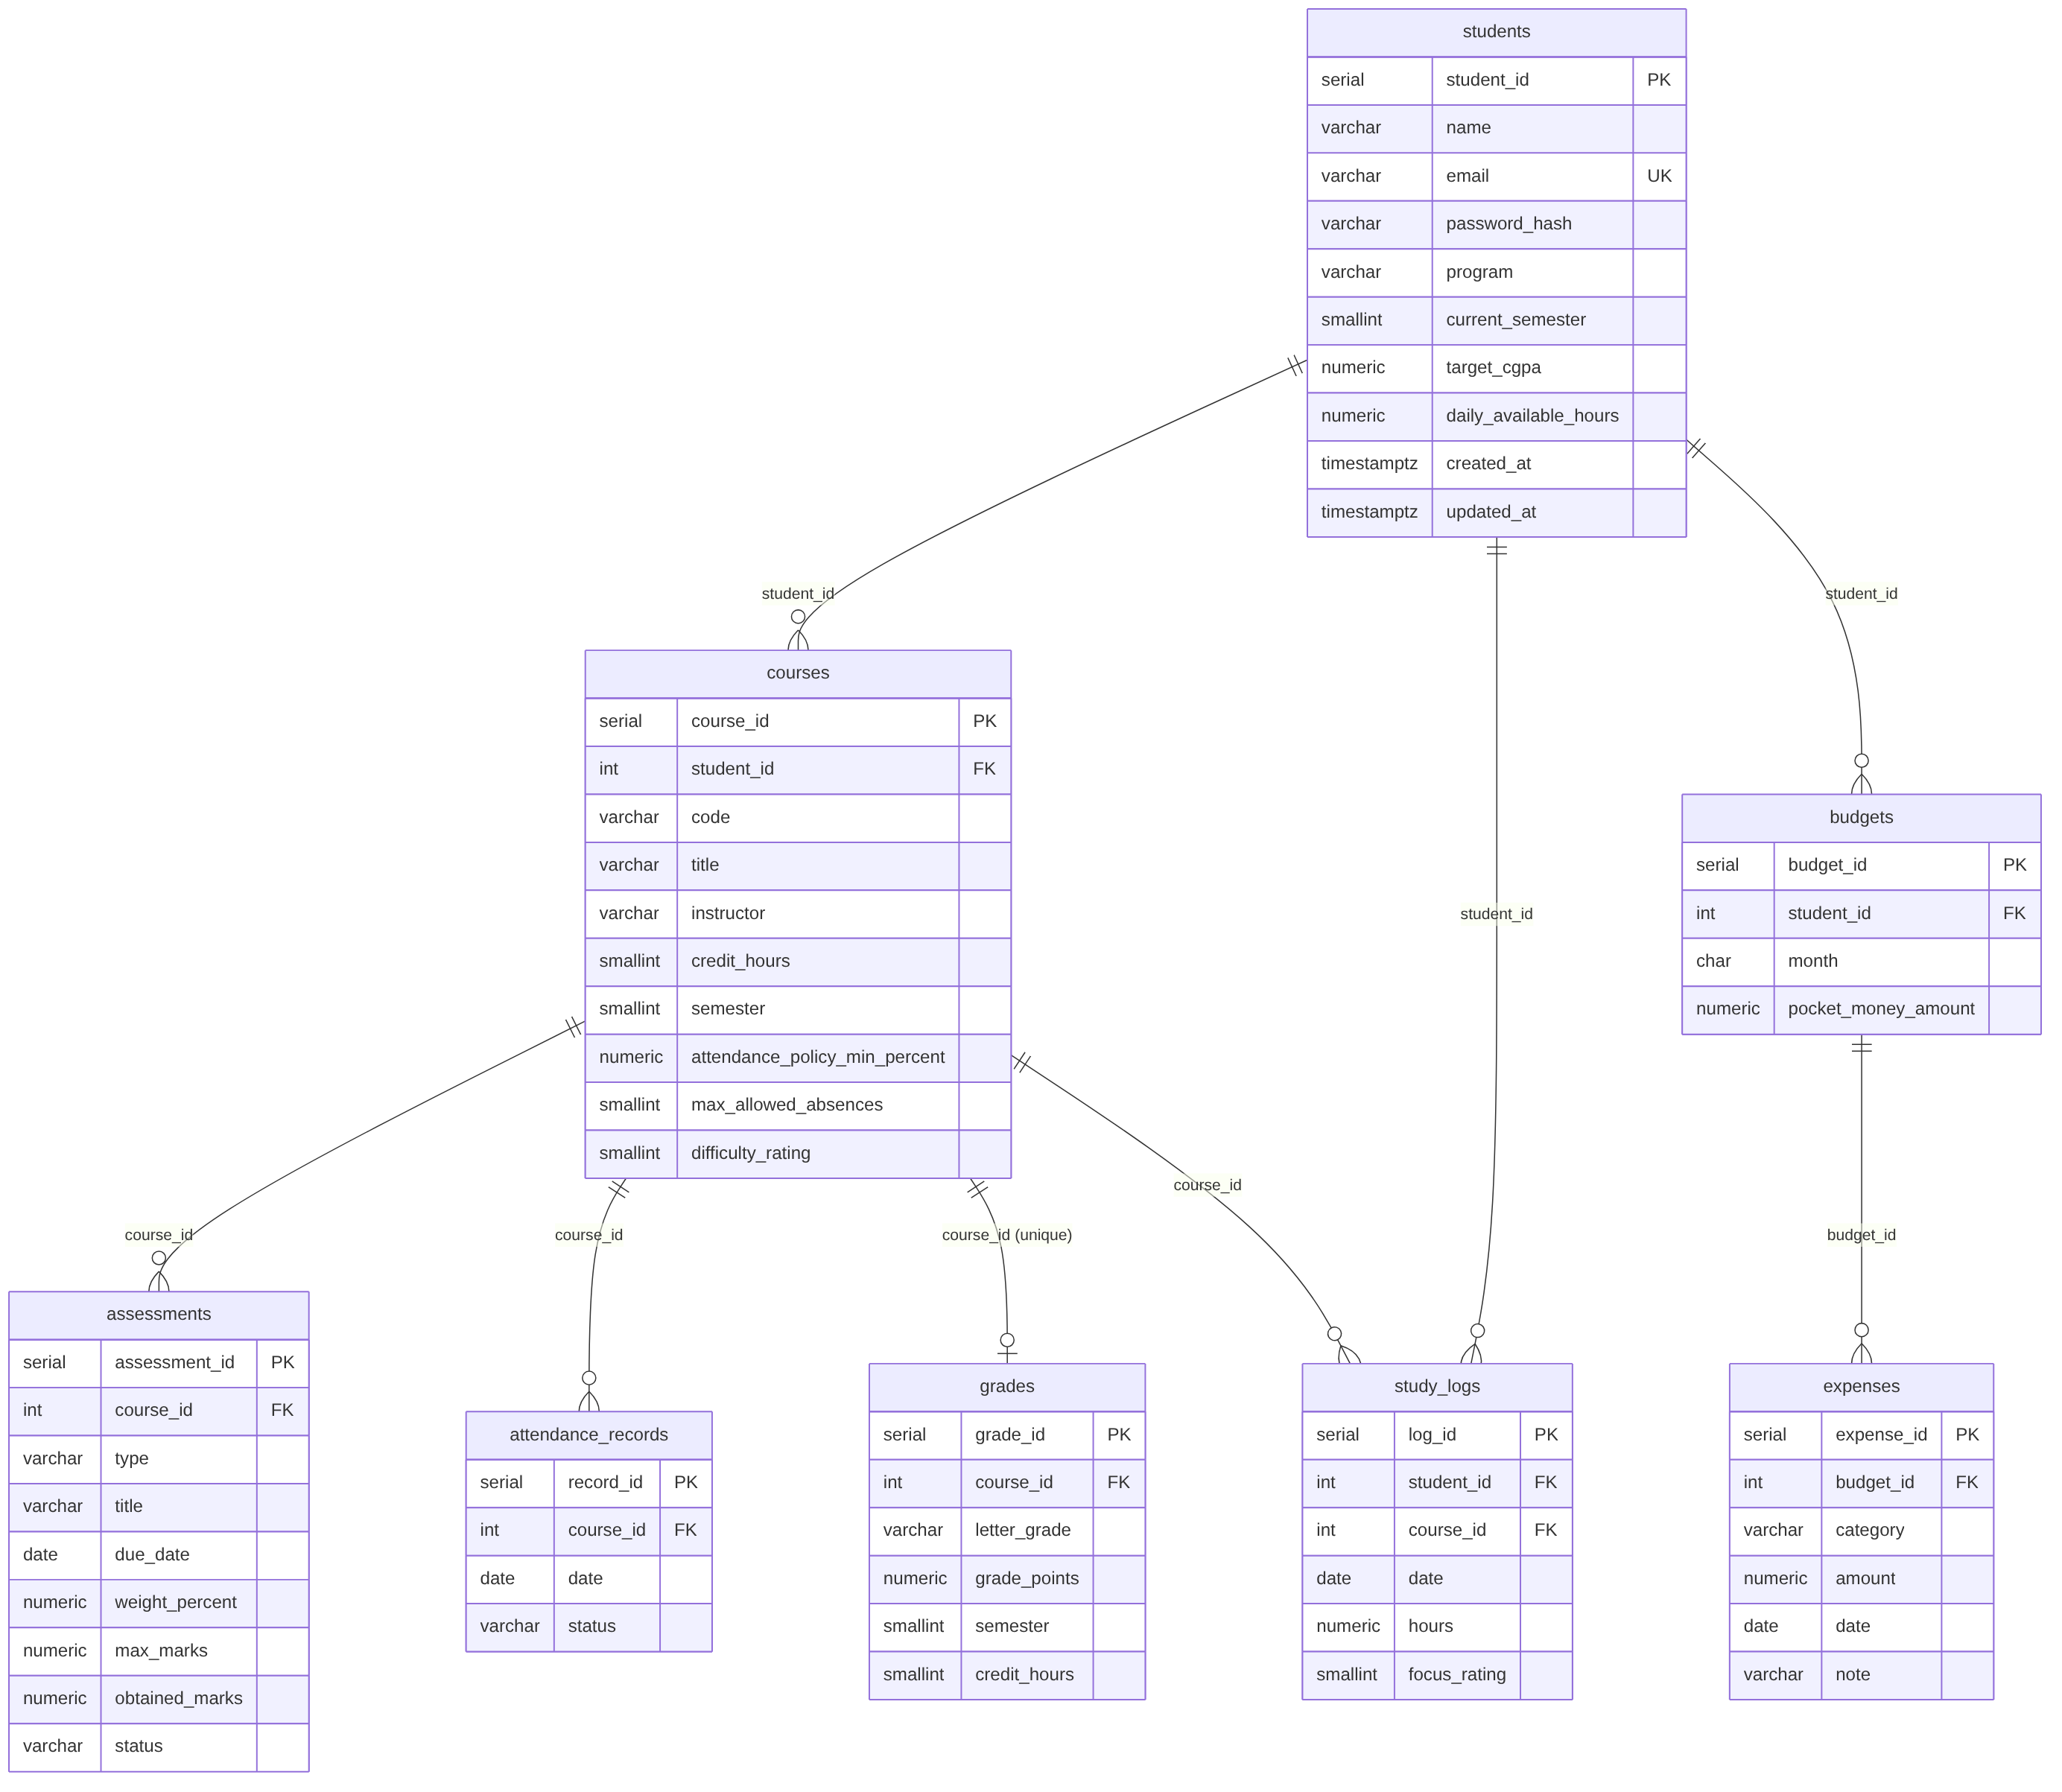 students
serial student_id PK
varchar name
varchar email UK
varchar password_hash
varchar program
smallint current_semester
numeric target_cgpa
numeric daily_available_hours
timestamptz created_at
timestamptz updated_at
student_id
student_id
student_id
courses
serial course_id PK
int student_id FK
varchar code
varchar title
varchar instructor
smallint credit_hours
smallint semester
numeric attendance_policy_min_percent
smallint max_allowed_absences
smallint difficulty_rating
budgets
serial budget_id PK
int student_id FK
char month
numeric pocket_money_amount
course_id
course_id
course_id (unique)
course_id
budget_id
assessments
serial assessment_id PK
int course_id FK
varchar type
varchar title
date due_date
numeric weight_percent
numeric max_marks
numeric obtained_marks
varchar status
attendance_records
serial record_id PK
int course_id FK
date date
varchar status
grades
serial grade_id PK
int course_id FK
varchar letter_grade
numeric grade_points
smallint semester
smallint credit_hours
study_logs
serial log_id PK
int student_id FK
int course_id FK
date date
numeric hours
smallint focus_rating
expenses
serial expense_id PK
int budget_id FK
varchar category
numeric amount
date date
varchar note